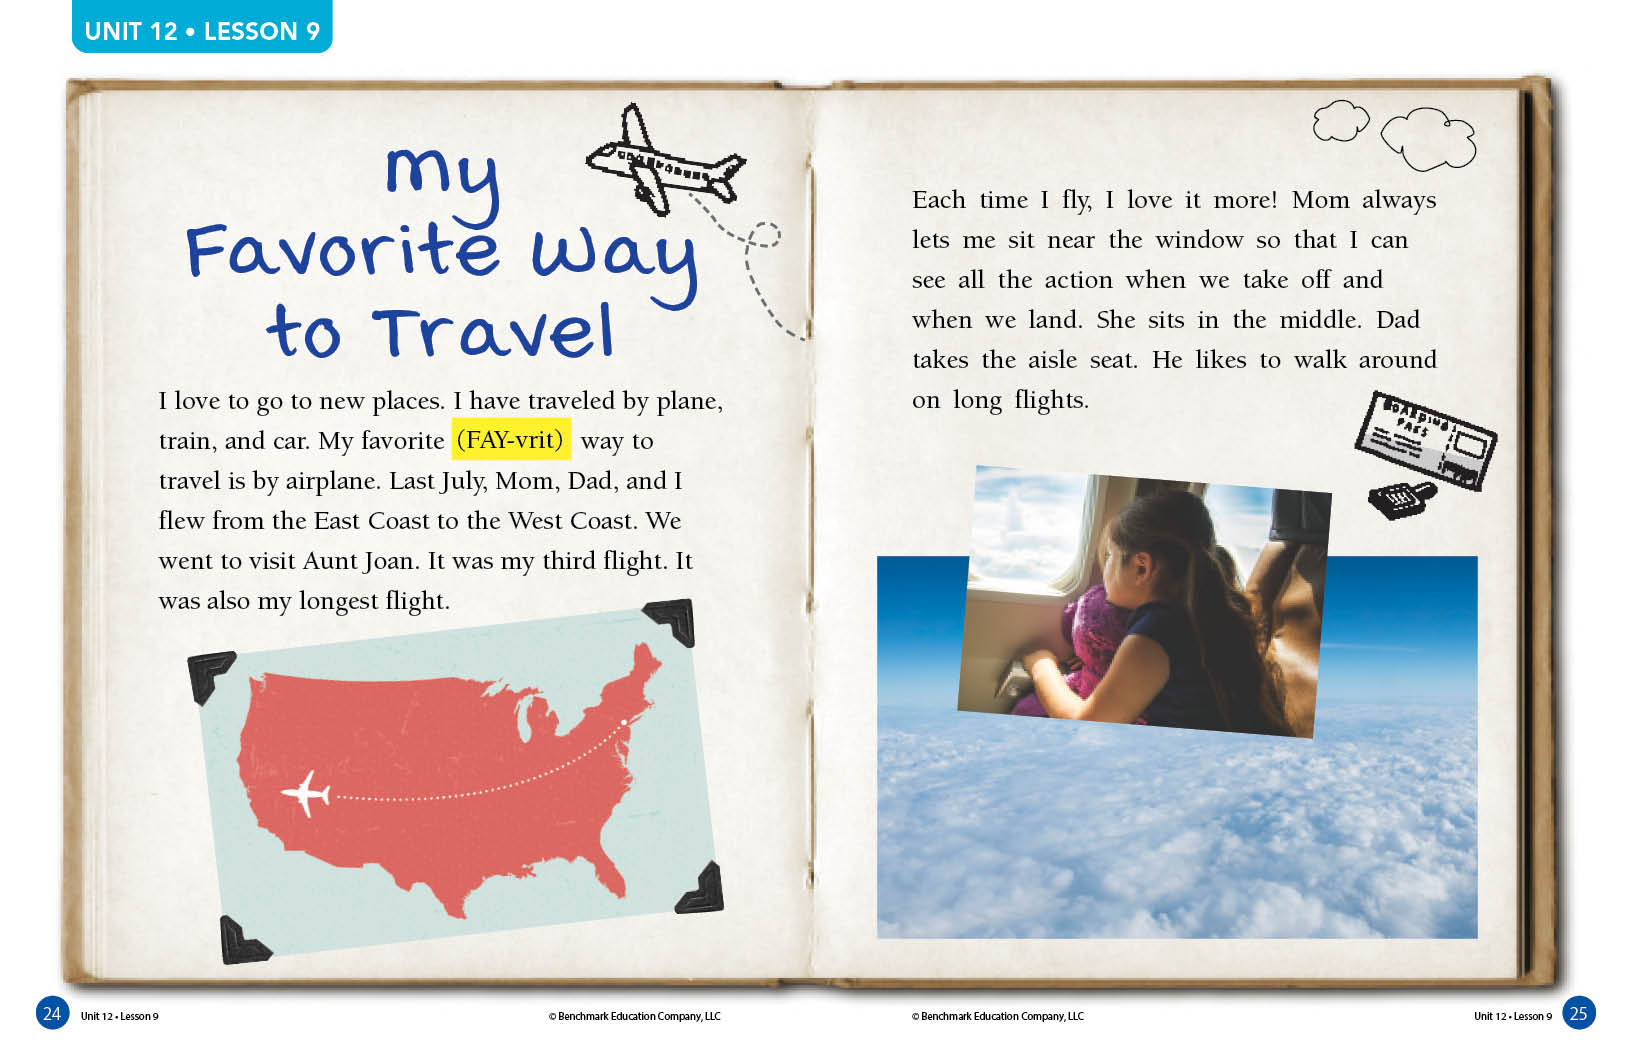 UNIT 12 • LESSON 9
my
Favorite Way
to Travel
I love to go to new places. I have traveled by plane,
train, and car. My favorite (FAY-vrit) way to
travel is by airplane. Last July, Mom, Dad, and I
flew from the East Coast to the West Coast. We
went to visit Aunt Joan. It was my third flight. It
was also my longest flight.
Each time I fly, I love it more! Mom always
lets me sit near the window so that I can
see all the action when we take off and
when we land. She sits in the middle. Dad
takes the aisle seat. He likes to walk around
on long flights.
BOARDING
PASS
24
Unit 12 • Lesson 9
© Benchmark Education Company, LLC
© Benchmark Education Company, LLC
Unit 12 • Lesson 9
25